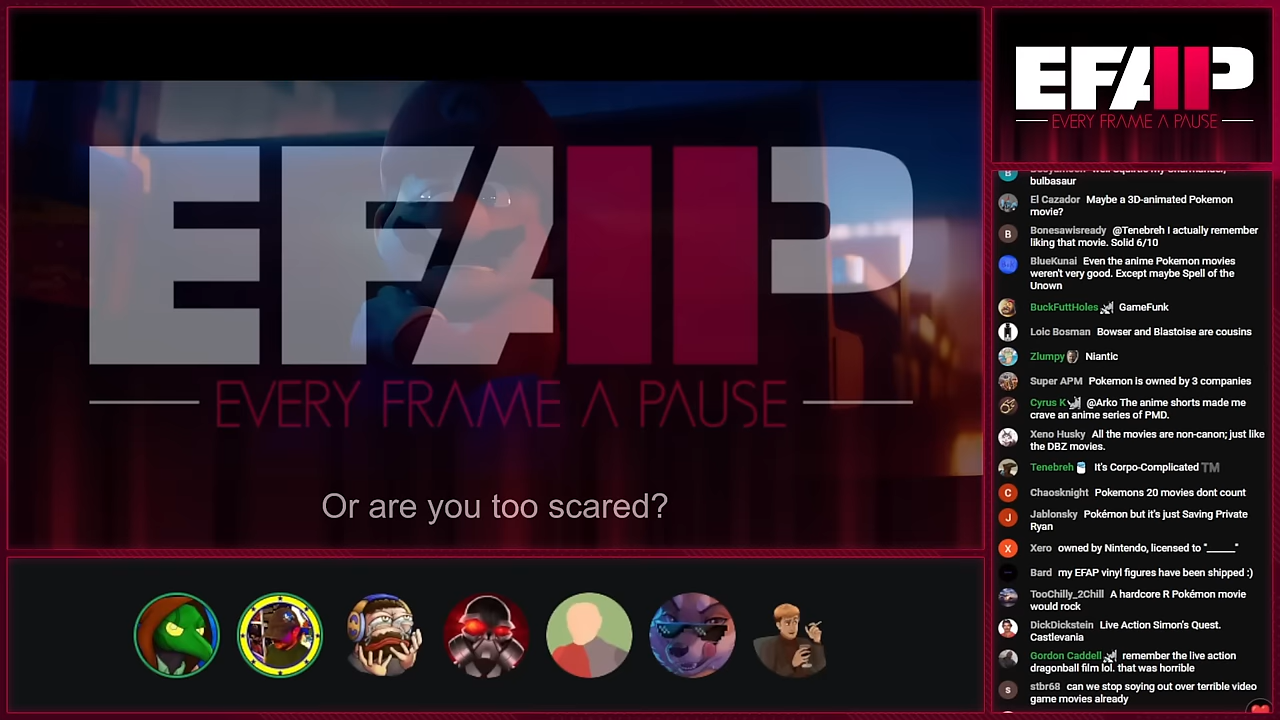 EFAP
EVERY FRAME A PAUSE
Or are you too scared?
EFAP
EVERY FRAME A PAUSE
bulbasaur
El Cazador Maybe a 3D-animated Pokemon
movie?
Bonesawisready @Tenebreh I actually remember
liking that movie. Solid 6/10
BlueKunai Even the anime Pokemon movies
weren't very good. Except maybe Spell of the
Unown
BuckFuttHoles GameFunk
Loic Bosman Bowser and Blastoise are cousins
Zlumpy Niantic
Super APM Pokemon is owned by 3 companies
Cyrus K @Arko The anime shorts made me
crave an anime series of PMD.
Xeno Husky All the movies are non-canon; just like
the DBZ movies.
Tenebreh It's Corpo-Complicated TM
Chaosknight Pokemons 20 movies dont count
Jablonsky Pokémon but it's just Saving Private
Ryan
Xero owned by Nintendo, licensed to "______"
Bard my EFAP vinyl figures have been shipped :)
TooChilly_2Chill A hardcore R Pokémon movie
would rock
DickDickstein Live Action Simon's Quest.
Castlevania
Gordon Caddell remember the live action
dragonball film lol. that was horrible
stbr68 can we stop soying out over terrible video
game movies already